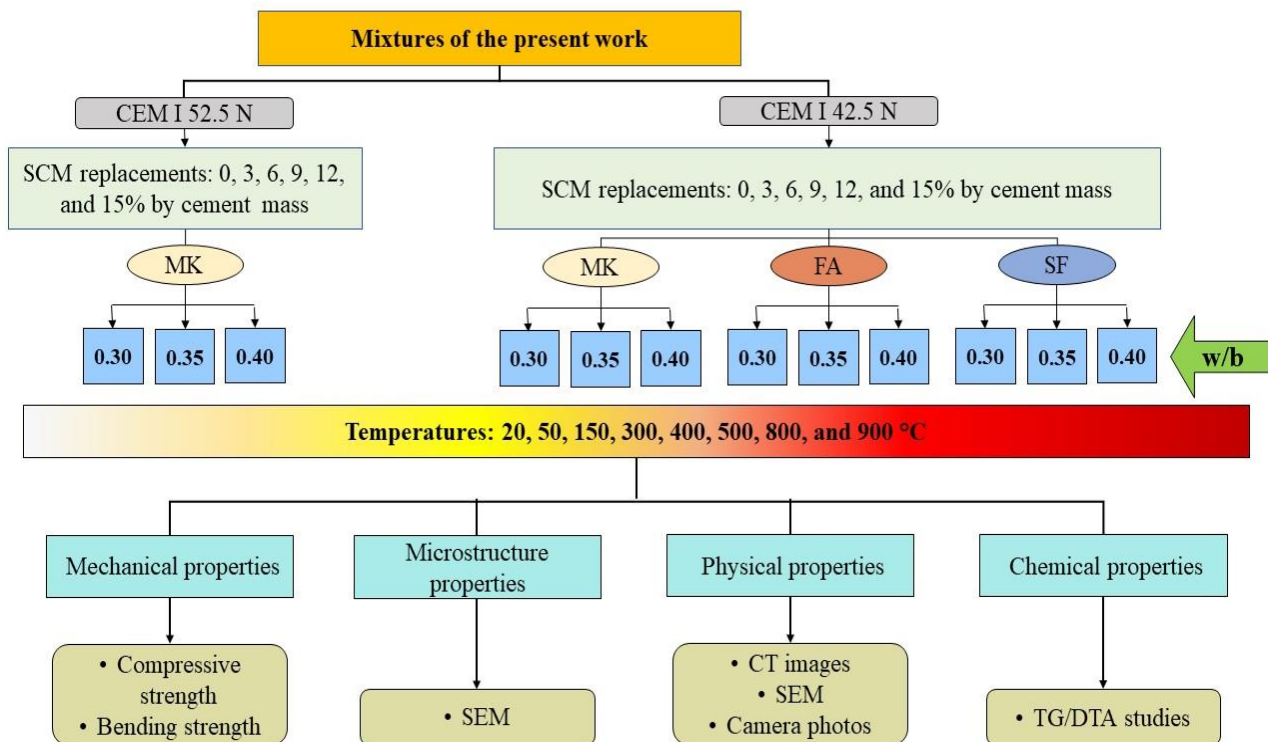 Mixtures of the present work
CEM I 52.5 N
CEM I 42.5 N
SCM replacements: 0, 3, 6, 9, 12,
and 15% by cement mass
SCM replacements: 0, 3, 6, 9, 12, and 15% by cement mass
MK
MK
FA
SF
0.30
0.35
0.40
0.30
0.35
0.40
0.30
0.35
0.40
0.30
0.35
0.40
w/b
Temperatures: 20, 50, 150, 300, 400, 500, 800, and 900 °C
Mechanical properties
Microstructure
properties
Physical properties
Chemical properties
• Compressive
strength
• Bending strength
• SEM
• CT images
• SEM
• Camera photos
• TG/DTA studies